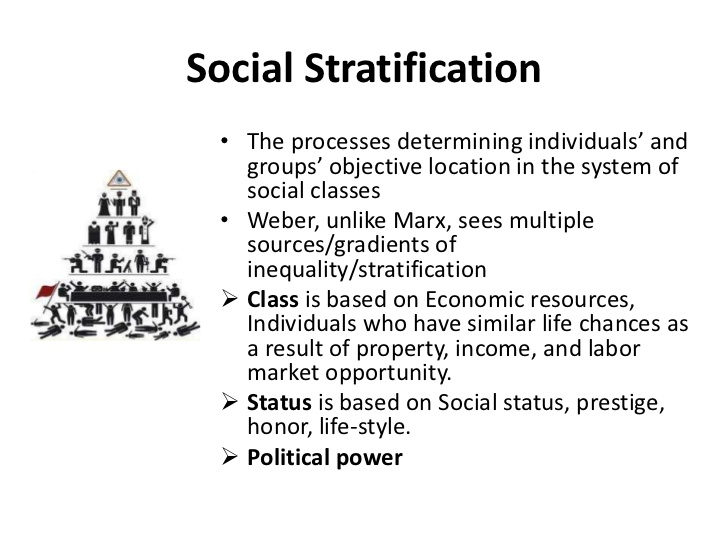 Social Stratification
• The processes determining individuals’ and
groups’ objective location in the system of
social classes
• Weber, unlike Marx, sees multiple
sources/gradients of
inequality/stratification
➢ Class is based on Economic resources,
Individuals who have similar life chances as
a result of property, income, and labor
market opportunity.
➢ Status is based on Social status, prestige,
honor, life-style.
➢ Political power